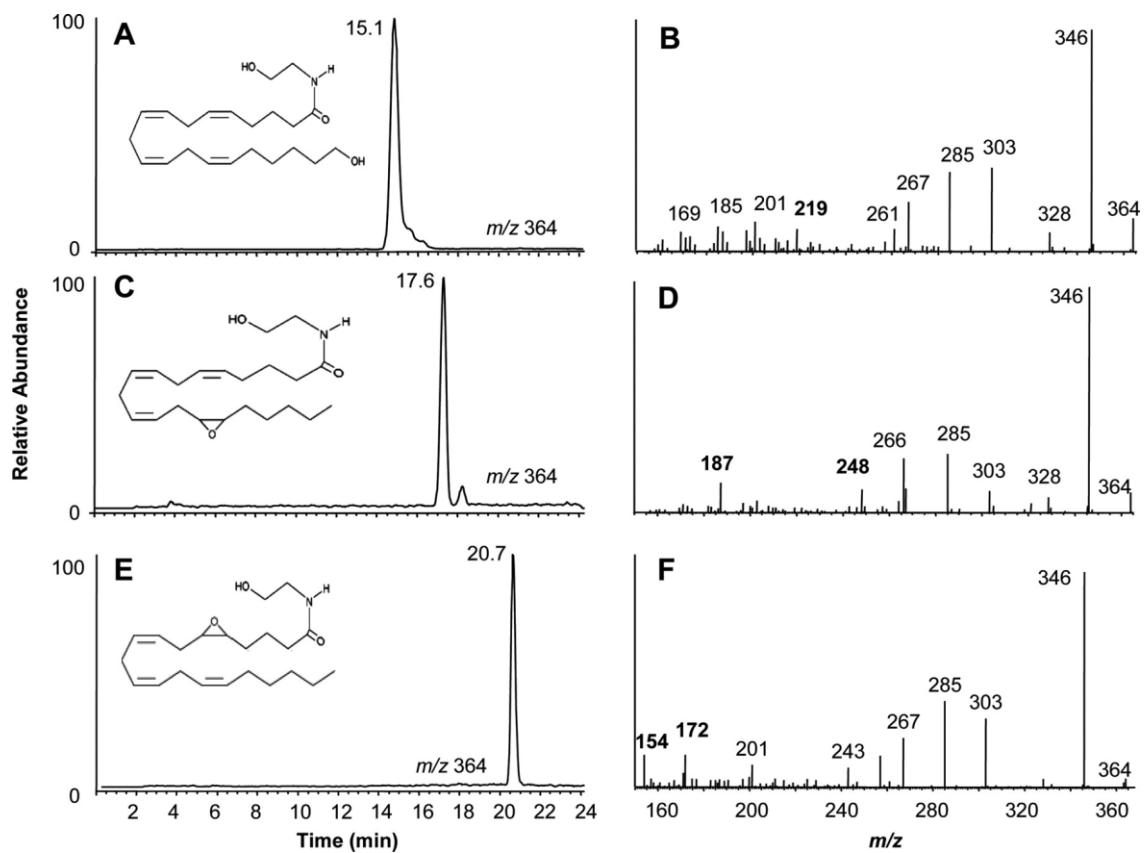 A
100
15.1
HO
N
H
O
OH
m/z 364
0
B
346
303
285
267
261
219
201
185
169
328
364
C
100
17.6
HO
N
H
O
O
m/z 364
0
D
346
285
266
248
187
303
328
364
E
100
20.7
HO
N
H
O
O
m/z 364
0
F
346
285
303
267
243
201
172
154
364
Relative Abundance
0 2 4 6 8 10 12 14 16 18 20 22 24
Time (min)
160 200 240 280 320 360
m/z